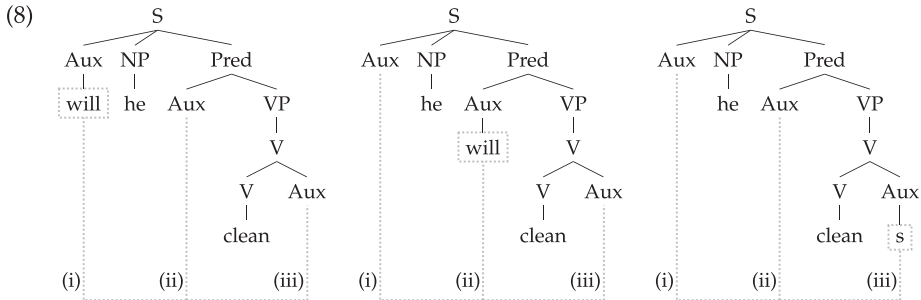 (8) S S S
Aux NP Pred Aux NP Pred Aux NP Pred
will he Aux VP he Aux VP he Aux VP
V will V V
V Aux V Aux V Aux
clean clean clean s
(i) (ii) (iii) (i) (ii) (iii) (i) (ii) (iii)